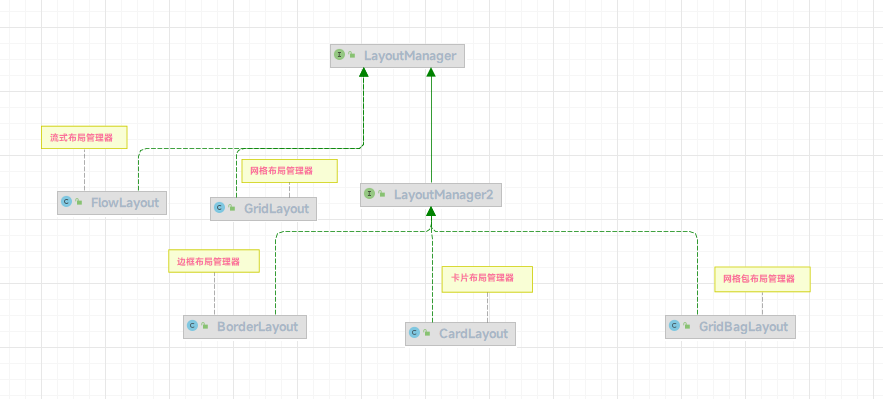 I LayoutManager
流式布局管理器
网格布局管理器
I LayoutManager2
C FlowLayout
C GridLayout
边框布局管理器
卡片布局管理器
网格包布局管理器
C BorderLayout
C CardLayout
C GridBagLayout